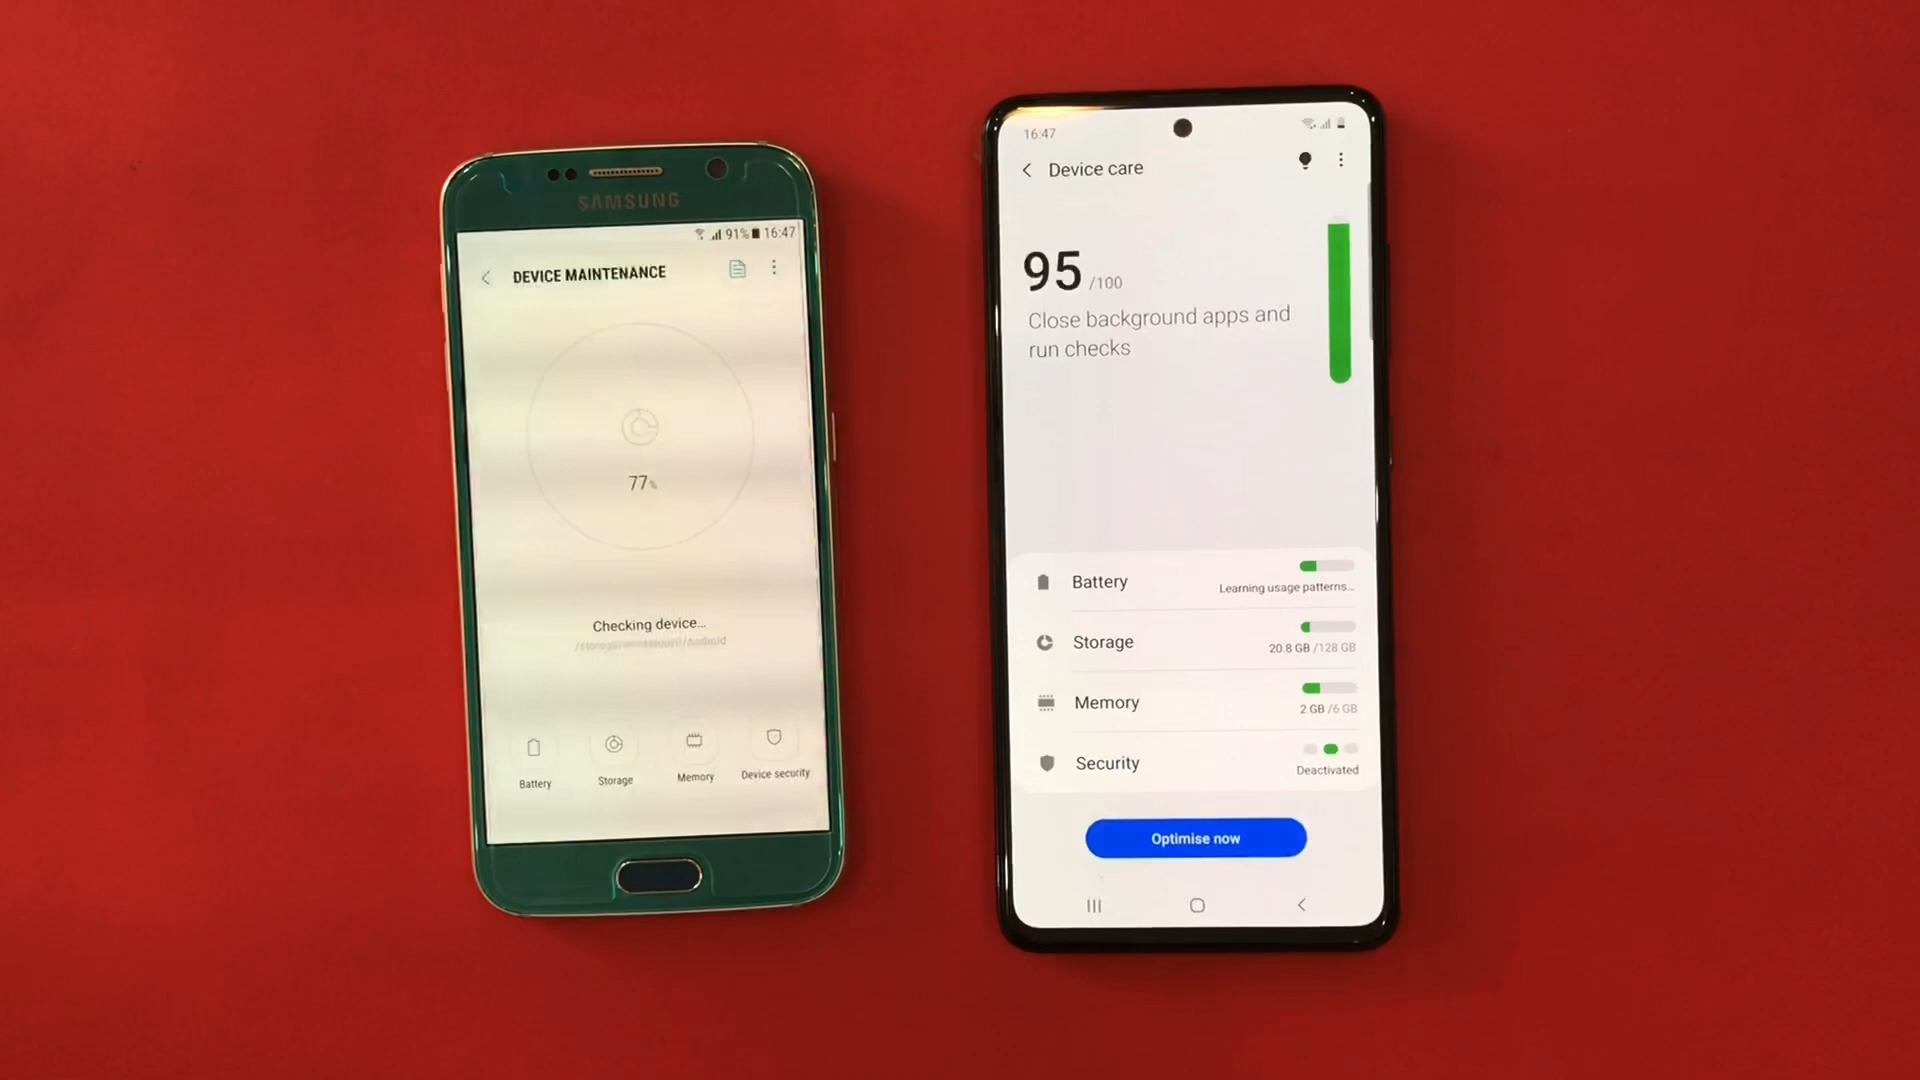 SAMSUNG
91% 16:47
DEVICE MAINTENANCE
77%
Checking device...
Battery
Storage
Memory
Device security
16:47
Device care
95 /100
Close background apps and
run checks
Battery
Learning usage patterns...
Storage
20.8 GB /128 GB
Memory
2 GB /6 GB
Security
Deactivated
Optimise now